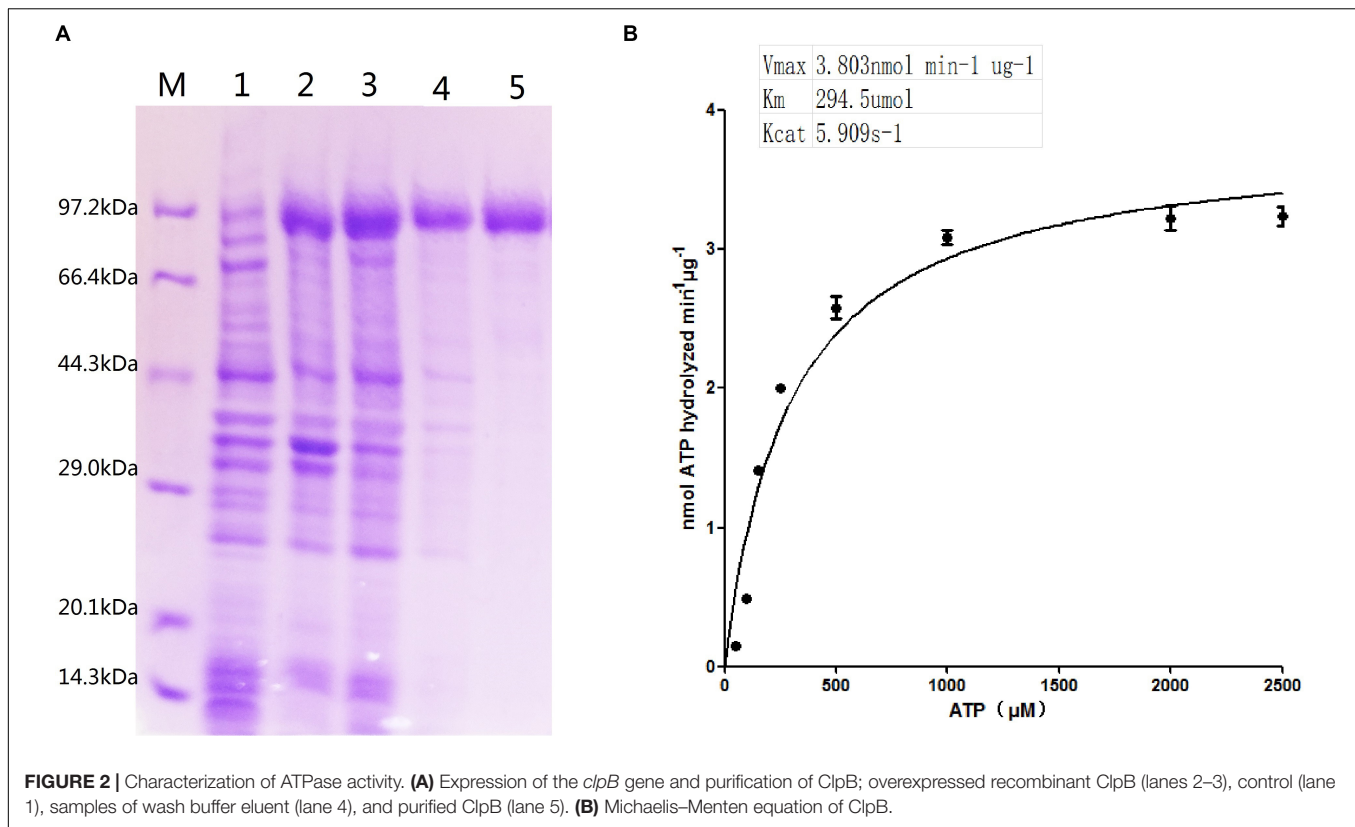 A
M 1 2 3 4 5
97.2kDa
66.4kDa
44.3kDa
29.0kDa
20.1kDa
14.3kDa
B
Vmax 3.803nmol min-1 ug-1
Km 294.5umol
Kcat 5.909s-1
nmol ATP hydrolyzed min-1µg-1
4
3
2
1
0
0 500 1000 1500 2000 2500
ATP (µM)
FIGURE 2 | Characterization of ATPase activity. (A) Expression of the clpB gene and purification of ClpB; overexpressed recombinant ClpB (lanes 2–3), control (lane
1), samples of wash buffer eluent (lane 4), and purified ClpB (lane 5). (B) Michaelis–Menten equation of ClpB.